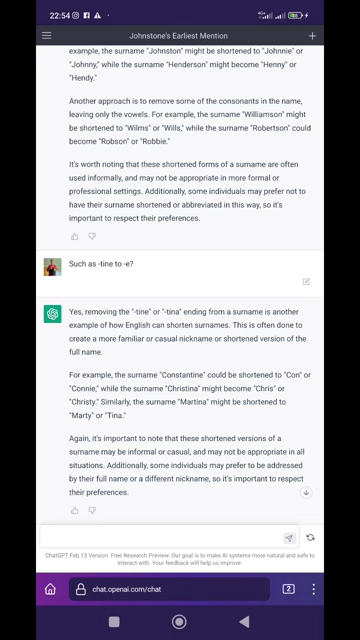 22:54
Johnstone's Earliest Mention
example, the surname "Johnston" might be shortened to "Johnnie" or
"Johnny," while the surname "Henderson" might become "Henny" or
"Hendy."
Another approach is to remove some of the consonants in the name,
leaving only the vowels. For example, the surname "Williamson" might
be shortened to "Wilms" or "Wills," while the surname "Robertson" could
become "Robson" or "Robbie."
It's worth noting that these shortened forms of a surname are often
used informally, and may not be appropriate in more formal or
professional settings. Additionally, some individuals may prefer not to
have their surname shortened or abbreviated in this way, so it's
important to respect their preferences.
Such as -tine to -e?
Yes, removing the "-tine" or "-tina" ending from a surname is another
example of how English can shorten surnames. This is often done to
create a more familiar or casual nickname or shortened version of the
full name.
For example, the surname "Constantine" could be shortened to "Con" or
"Connie," while the surname "Christina" might become "Chris" or
"Christy." Similarly, the surname "Martina" might be shortened to
"Marty" or "Tina."
Again, it's important to note that these shortened versions of a
surname may be informal or casual, and may not be appropriate in all
situations. Additionally, some individuals may prefer to be addressed
by their full name or a different nickname, so it's important to respect
their preferences.
ChatGPT Feb 13 Version. Free Research Preview. Our goal is to make AI systems more natural and safe to
interact with. Your feedback will help us improve.
chat.openai.com/chat
2